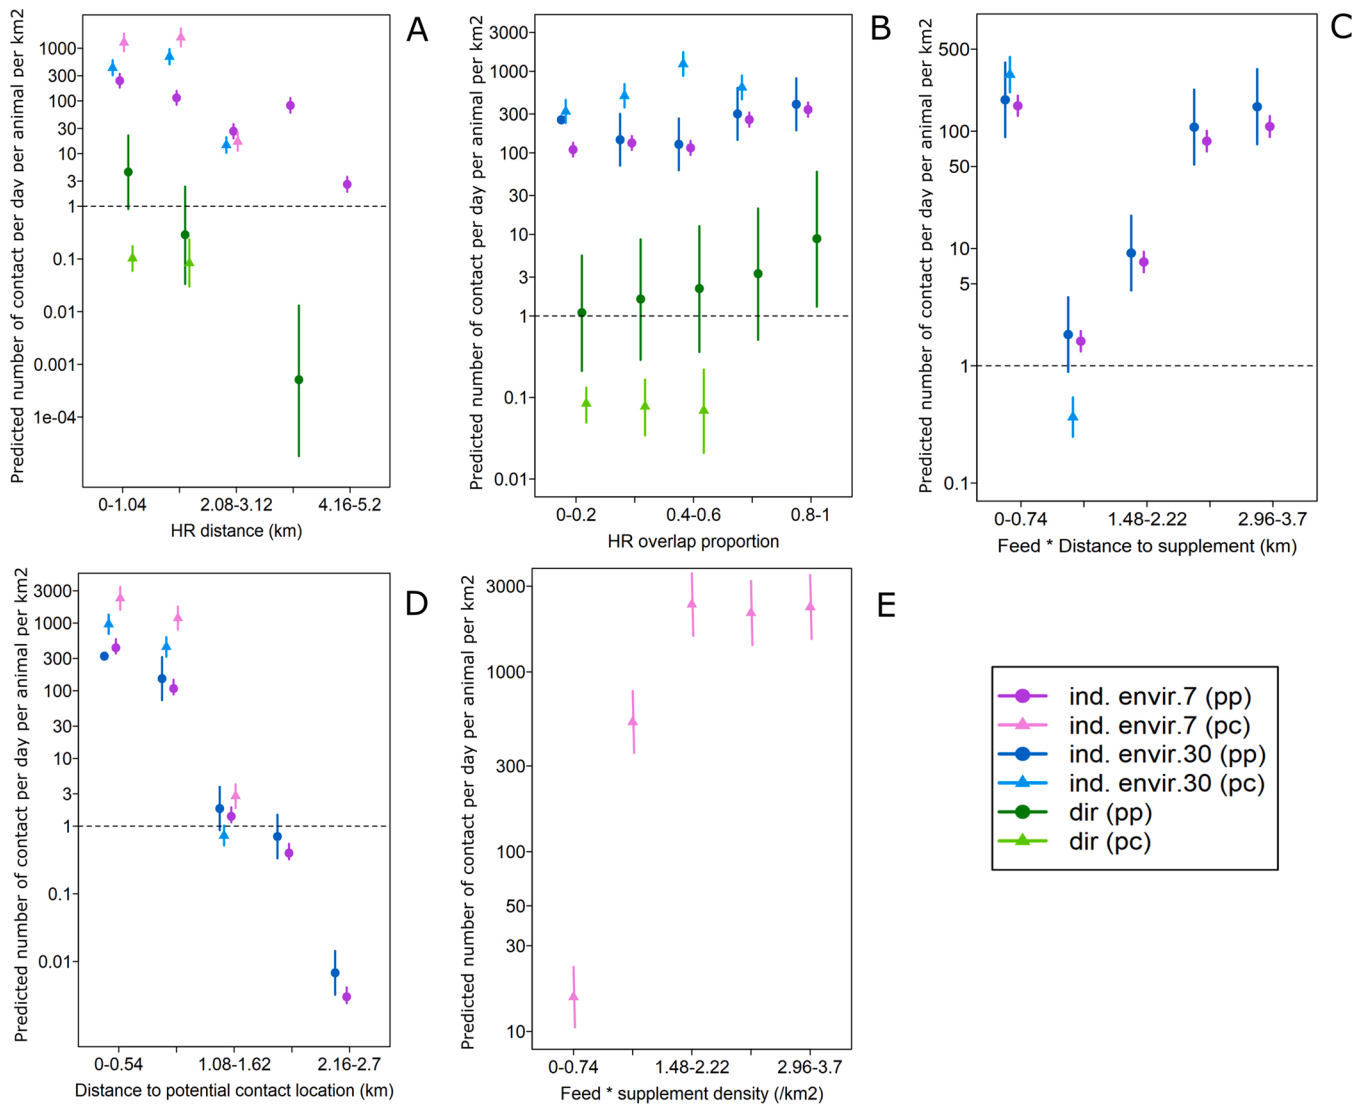 A
Predicted number of contact per day per animal per km2
1000
300
100
30
10
3
1
0.1
0.01
0.001
1e-04
0-1.04
2.08-3.12
4.16-5.2
HR distance (km)
B
Predicted number of contact per day per animal per km2
3000
1000
300
100
30
10
3
1
0.1
0.01
0-0.2
0.4-0.6
0.8-1
HR overlap proportion
C
Predicted number of contact per day per animal per km2
500
100
50
10
5
1
0.1
0-0.74
1.48-2.22
2.96-3.7
Feed * Distance to supplement (km)
D
Predicted number of contact per day per animal per km2
3000
1000
300
100
30
10
3
1
0.1
0.01
0-0.54
1.08-1.62
2.16-2.7
Distance to potential contact location (km)
E
Predicted number of contact per day per animal per km2
3000
1000
300
100
50
30
10
0-0.74
1.48-2.22
2.96-3.7
Feed * supplement density (/km2)
ind. envir.7 (pp)
ind. envir.7 (pc)
ind. envir.30 (pp)
ind. envir.30 (pc)
dir (pp)
dir (pc)